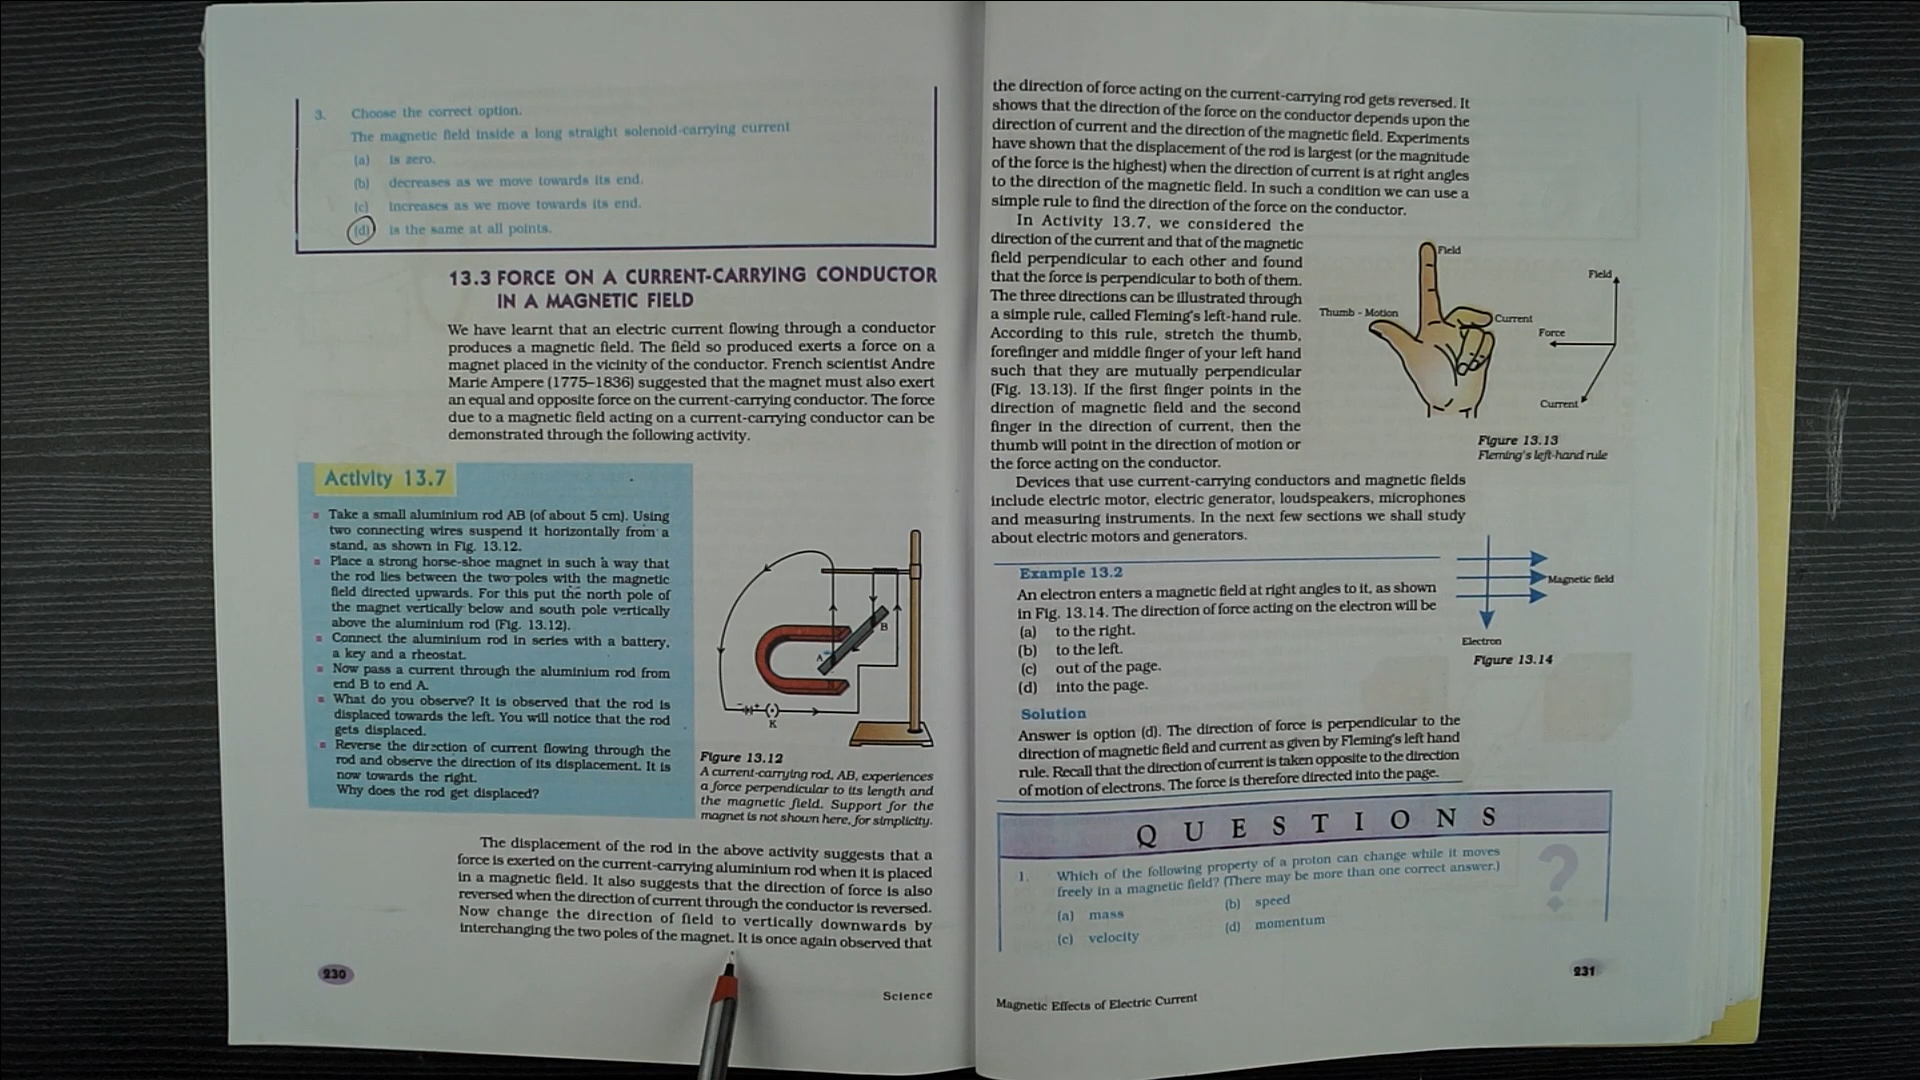 3. Choose the correct option.
The magnetic field inside a long straight solenoid-carrying current
(a) is zero.
(b) decreases as we move towards its end.
(c) increases as we move towards its end.
(d) is the same at all points.
13.3 FORCE ON A CURRENT-CARRYING CONDUCTOR
IN A MAGNETIC FIELD
We have learnt that an electric current flowing through a conductor
produces a magnetic field. The field so produced exerts a force on a
magnet placed in the vicinity of the conductor. French scientist Andre
Marie Ampere (1775–1836) suggested that the magnet must also exert
an equal and opposite force on the current-carrying conductor. The force
due to a magnetic field acting on a current-carrying conductor can be
demonstrated through the following activity.
Activity 13.7
Take a small aluminium rod AB (of about 5 cm). Using
two connecting wires suspend it horizontally from a
stand, as shown in Fig. 13.12.
Place a strong horse-shoe magnet in such a way that
the rod lies between the two poles with the magnetic
field directed upwards. For this put the north pole of
the magnet vertically below and south pole vertically
above the aluminium rod (Fig. 13.12).
Connect the aluminium rod in series with a battery,
a key and a rheostat.
Now pass a current through the aluminium rod from
end B to end A.
What do you observe? It is observed that the rod is
displaced towards the left. You will notice that the rod
gets displaced.
Reverse the direction of current flowing through the
rod and observe the direction of its displacement. It is
now towards the right.
Why does the rod get displaced?
B
A
K
Figure 13.12
A current-carrying rod, AB, experiences
a force perpendicular to its length and
the magnetic field. Support for the
magnet is not shown here, for simplicity.
The displacement of the rod in the above activity suggests that a
force is exerted on the current-carrying aluminium rod when it is placed
in a magnetic field. It also suggests that the direction of force is also
reversed when the direction of current through the conductor is reversed.
Now change the direction of field to vertically downwards by
interchanging the two poles of the magnet. It is once again observed that
230
Science
the direction of force acting on the current-carrying rod gets reversed. It
shows that the direction of the force on the conductor depends upon the
direction of current and the direction of the magnetic field. Experiments
have shown that the displacement of the rod is largest (or the magnitude
of the force is the highest) when the direction of current is at right angles
to the direction of the magnetic field. In such a condition we can use a
simple rule to find the direction of the force on the conductor.
In Activity 13.7, we considered the
direction of the current and that of the magnetic
field perpendicular to each other and found
that the force is perpendicular to both of them.
The three directions can be illustrated through
a simple rule, called Fleming's left-hand rule.
According to this rule, stretch the thumb,
forefinger and middle finger of your left hand
such that they are mutually perpendicular
(Fig. 13.13). If the first finger points in the
direction of magnetic field and the second
finger in the direction of current, then the
thumb will point in the direction of motion or
the force acting on the conductor.
Field
Thumb - Motion
Current
Field
Force
Current
Figure 13.13
Fleming's left-hand rule
Devices that use current-carrying conductors and magnetic fields
include electric motor, electric generator, loudspeakers, microphones
and measuring instruments. In the next few sections we shall study
about electric motors and generators.
Example 13.2
An electron enters a magnetic field at right angles to it, as shown
in Fig. 13.14. The direction of force acting on the electron will be
(a) to the right.
(b) to the left.
(c) out of the page.
(d) into the page.
Magnetic field
Electron
Figure 13.14
Solution
Answer is option (d). The direction of force is perpendicular to the
direction of magnetic field and current as given by Fleming's left hand
rule. Recall that the direction of current is taken opposite to the direction
of motion of electrons. The force is therefore directed into the page.
QUESTIONS
?
1. Which of the following property of a proton can change while it moves
freely in a magnetic field? (There may be more than one correct answer.)
(a) mass (b) speed
(c) velocity (d) momentum
231
Magnetic Effects of Electric Current